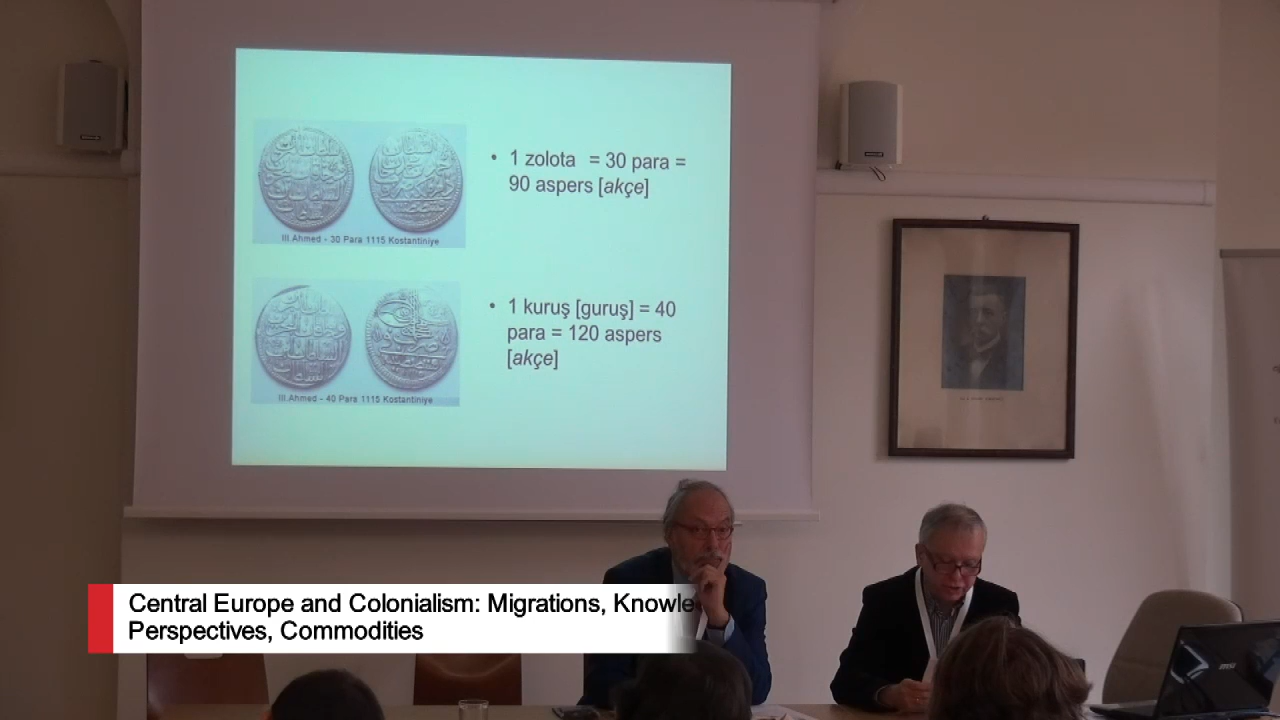 • 1 zolota = 30 para =
90 aspers [akçe]
III.Ahmed - 30 Para 1115 Kostantiniye
• 1 kuruş [guruş] = 40
para = 120 aspers
[akçe]
III.Ahmed - 40 Para 1115 Kostantiniye
Central Europe and Colonialism: Migrations, Knowle
Perspectives, Commodities
msi